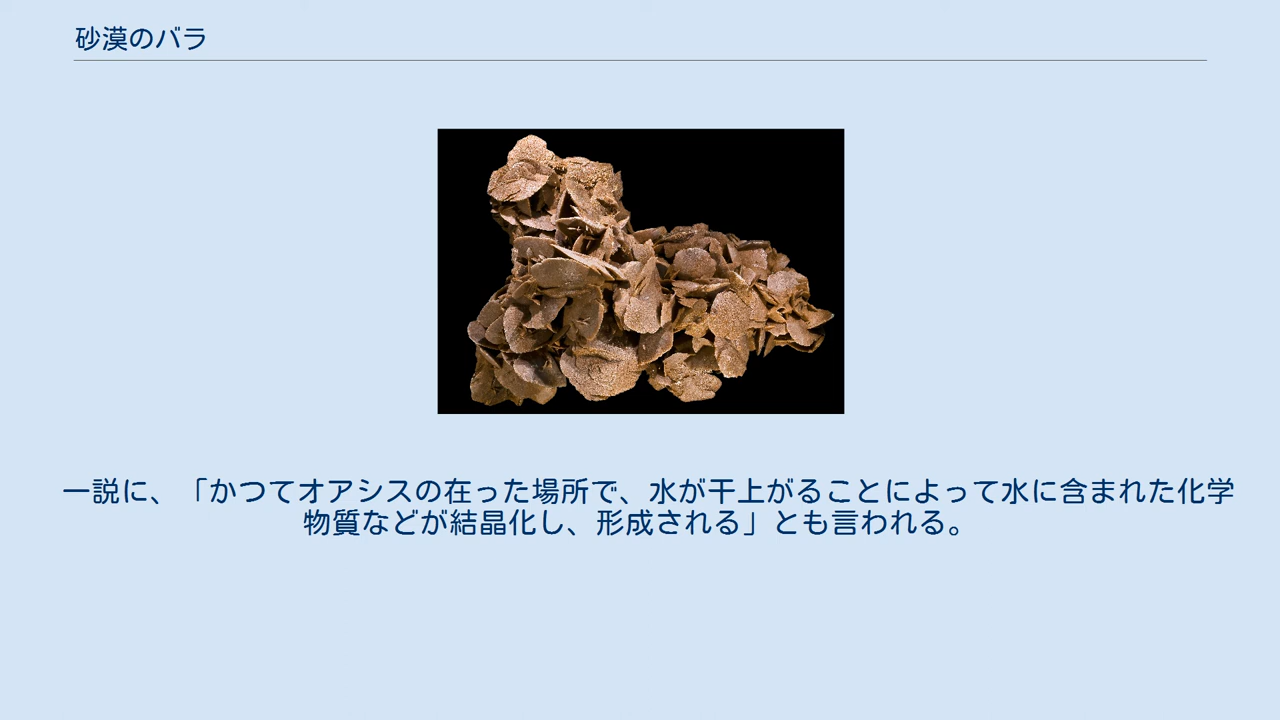 砂漠のバラ
一説に、「かつてオアシスの在った場所で、水が干上がることによって水に含まれた化学
物質などが結晶化し、形成される」とも言われる。